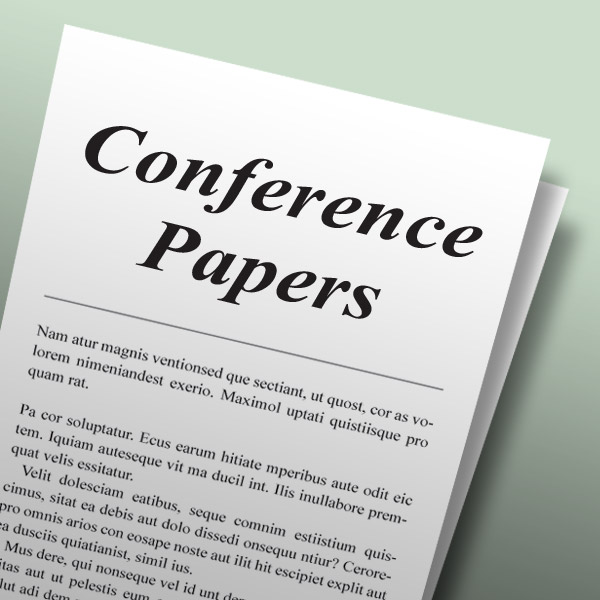 Conference
Papers
Nam atur magnis ventionsed que sectiant, ut quost, cor as vo-
lorem nimeniandest exerio. Maximol uptati quistiisque pro
quam rat.
Pa cor soluptatur. Ecus earum hitiate mperibus aute odit eic
tem. Iquiam auteseque vit ma ducil int. Ilis inullabore prem-
quat velis essitatur.
Velit dolesciam eatibus, seque comnim estiistium quis-
cimus, sitat ea debis aut dolo dissedi onsequu ntiur? Cerore-
pro omnis arios con eosape noste aut ilit hit escipiet explit aut
ea dusciis quiatianist, simil ius.
Mus dere, qui nonseque vel id unt
itas aut ut pelestis eum
lut adi dem